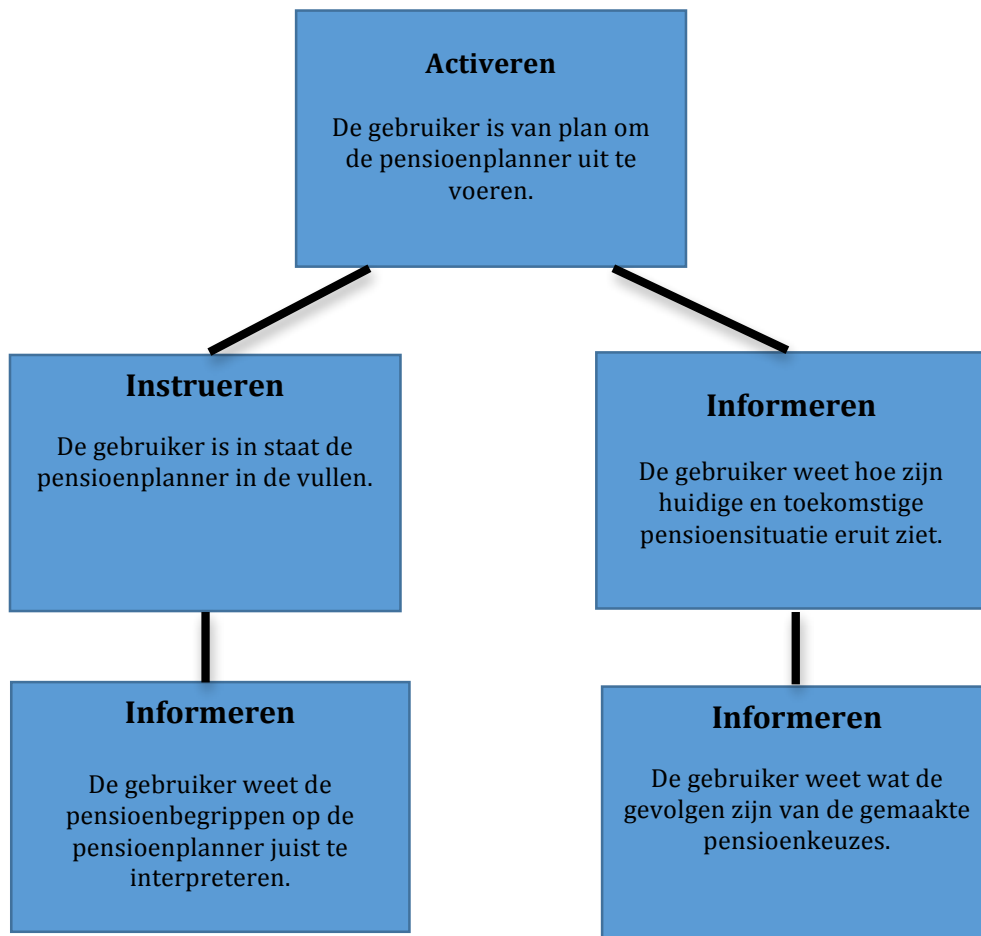 Activeren
De gebruiker is van plan om
de pensioenplanner uit te
voeren.
Instrueren
De gebruiker is in staat de
pensioenplanner in de vullen.
Informeren
De gebruiker weet hoe zijn
huidige en toekomstige
pensioensituatie eruit ziet.
Informeren
De gebruiker weet de
pensioenbegrippen op de
pensioenplanner juist te
interpreteren.
Informeren
De gebruiker weet wat de
gevolgen zijn van de gemaakte
pensioenkeuzes.